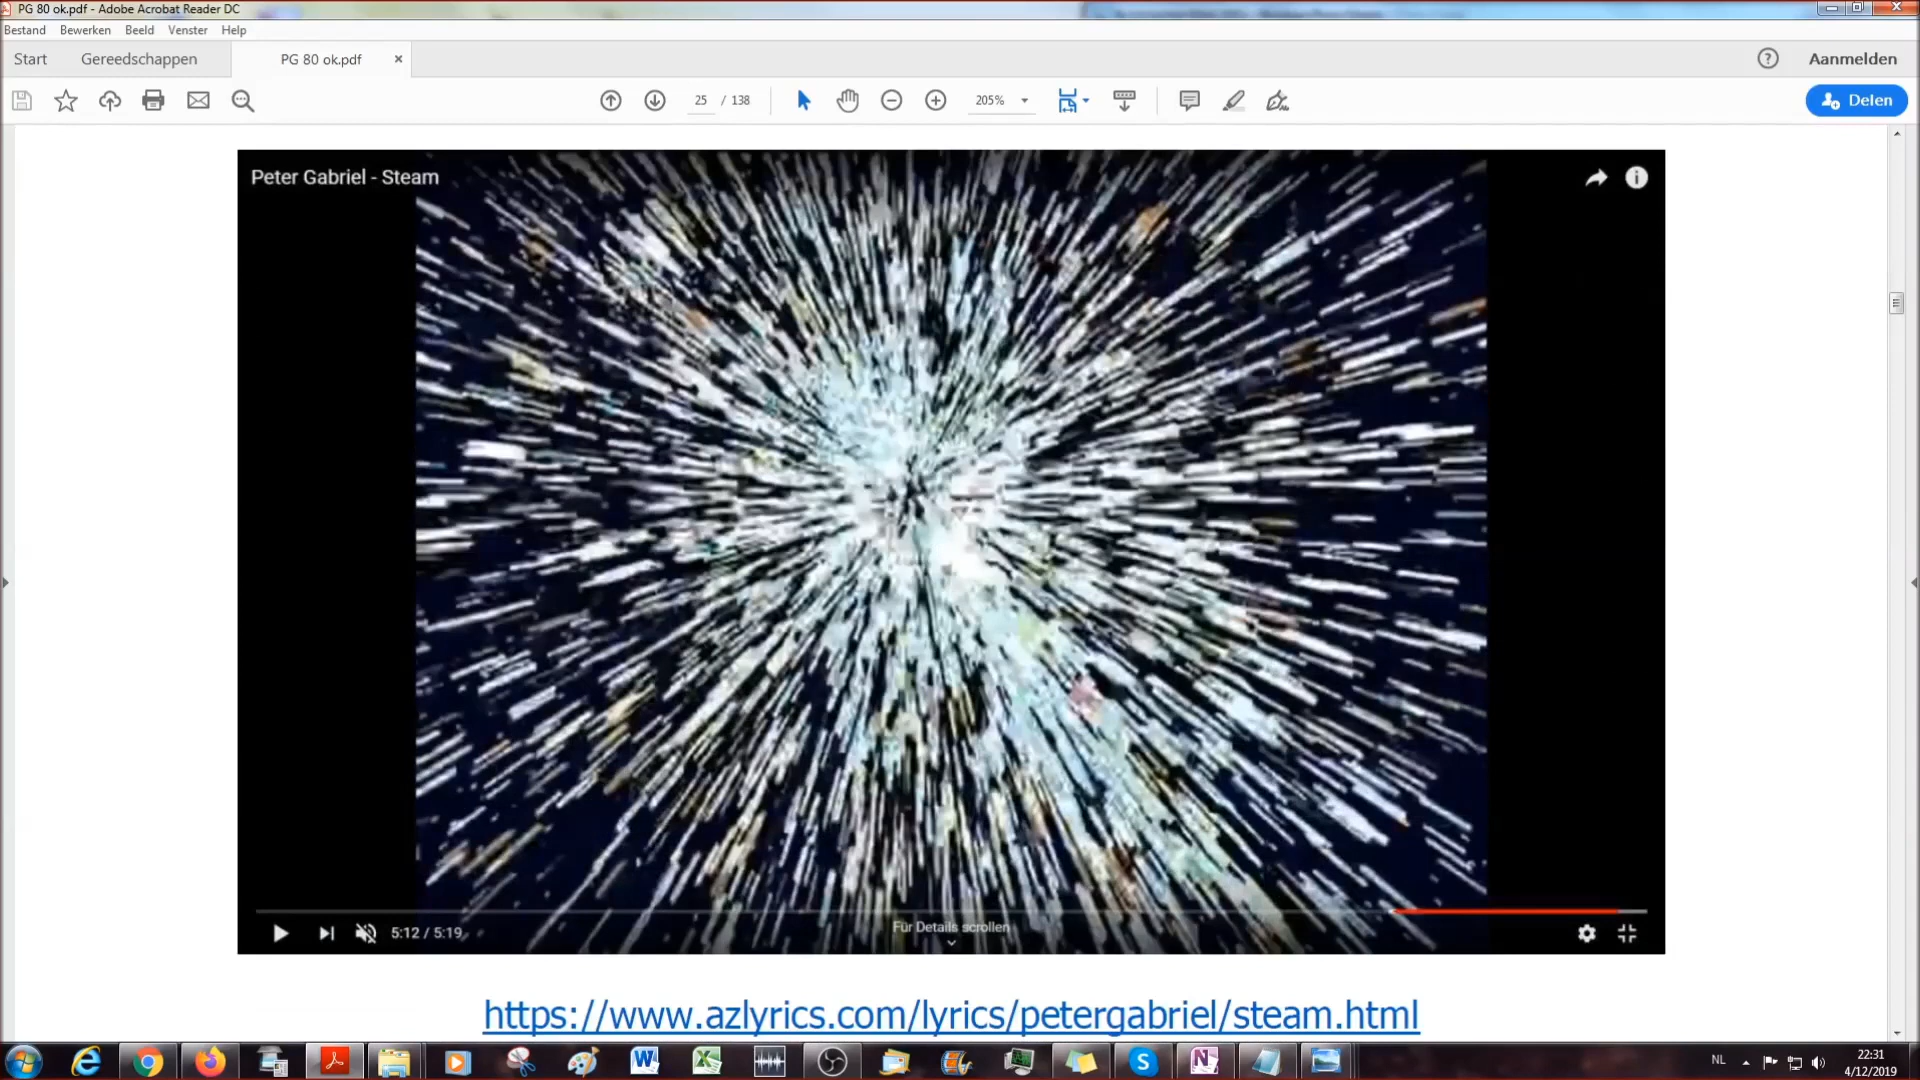 PG 80 ok.pdf - Adobe Acrobat Reader DC
Bestand Bewerken Beeld Venster Help
Start Gereedschappen PG 80 ok.pdf Aanmelden
25 / 138 205% Delen
Peter Gabriel - Steam
Für Details scrollen
5:12 / 5:19
https://www.azlyrics.com/lyrics/petergabriel/steam.html
NL 22:31
4/12/2019